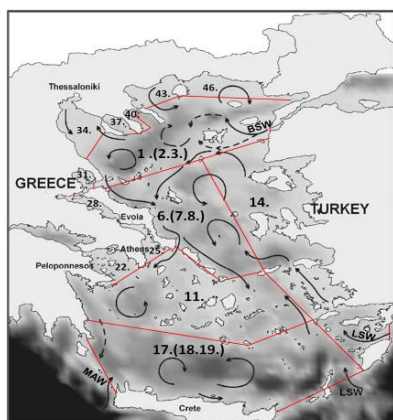 46.
43.
Thessaloniki
40.
37.
34.
BSW
1 .(2.3.)
31.
GREECE
28.
14.
TURKEY
Evoia
6.(7.8.)
Athens
25.
Peloponnesos
22.
11.
LSW
17.(18.19.)
MAW
LSW
Crete